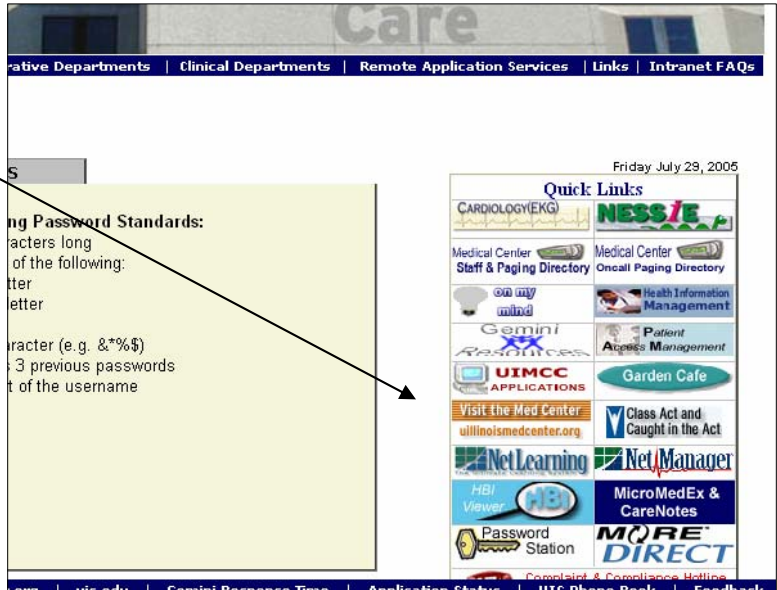 Care
rative Departments | Clinical Departments | Remote Application Services | Links | Intranet FAQs
Friday July 29, 2005
S
ng Password Standards:
racters long
of the following:
tter
letter
aracter (e.g. &*%$)
s 3 previous passwords
t of the username
Quick Links
CARDIOLOGY(EKG)
NESSIE
Medical Center
Staff & Paging Directory
Medical Center
Oncall Paging Directory
on my
mind
Health Information
Management
Gemini
Resources
Patient
Access Management
UIMCC
APPLICATIONS
Garden Cafe
Visit the Med Center
uillinoismedcenter.org
Class Act and
Caught in the Act
NetLearning
NetManager
HBI
Viewer
HBI
MicroMedEx &
CareNotes
Password
Station
MORE
DIRECT
Complaint & Compliance Hotline
org | uic.edu | Gemini Response Time | Application Status | UIS Phone Book | Feedback